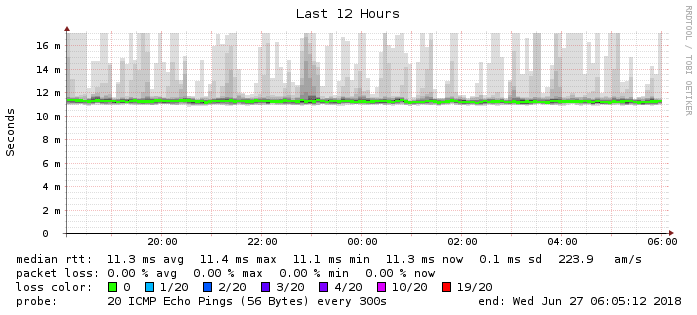 Last 12 Hours
RRDTOOL / TOBI OETIKER
Seconds
16 m
14 m
12 m
10 m
8 m
6 m
4 m
2 m
0
20:00 22:00 00:00 02:00 04:00 06:00
median rtt: 11.3 ms avg 11.4 ms max 11.1 ms min 11.3 ms now 0.1 ms sd 223.9 am/s
packet loss: 0.00 % avg 0.00 % max 0.00 % min 0.00 % now
loss color: 0 1/20 2/20 3/20 4/20 10/20 19/20
probe: 20 ICMP Echo Pings (56 Bytes) every 300s end: Wed Jun 27 06:05:12 2018